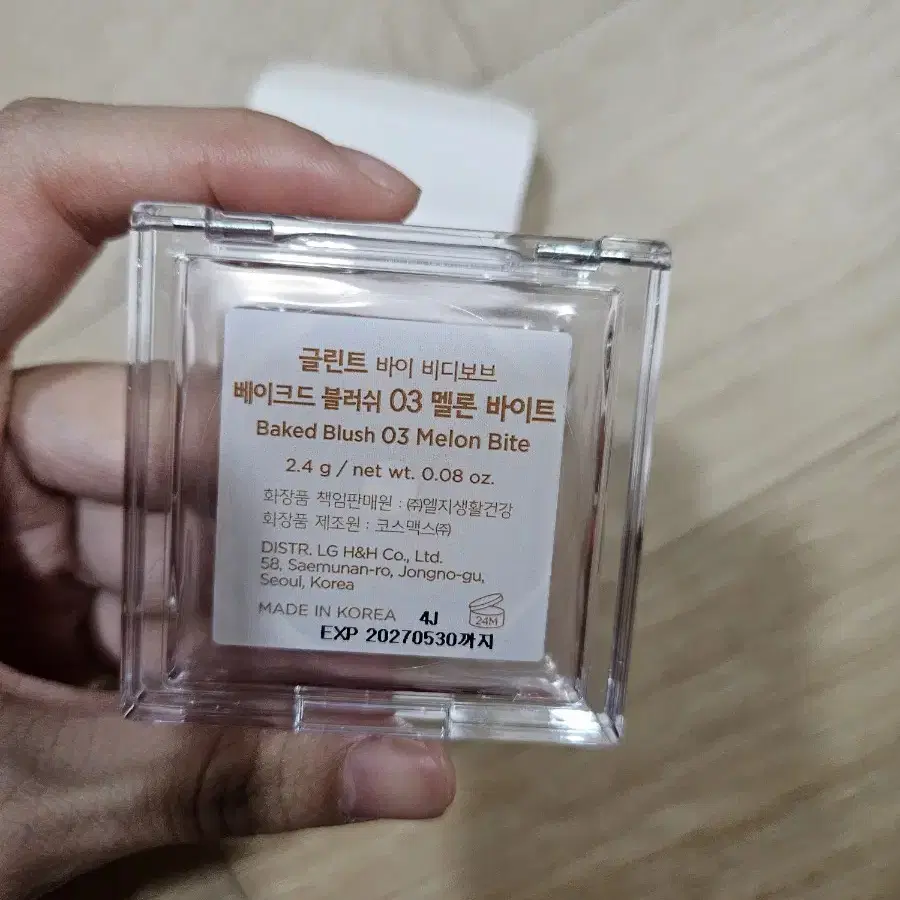 글린트 바이 비디보브
베이크드 블러쉬 03 멜론 바이트
Baked Blush 03 Melon Bite
2.4 g / net wt. 0.08 oz.
화장품 책임판매원 : ㈜엘지생활건강
화장품 제조원 : 코스맥스㈜
DISTR. LG H&H Co., Ltd.
58, Saemunan-ro, Jongno-gu,
Seoul, Korea
MADE IN KOREA 4J 24M
EXP 20270530까지